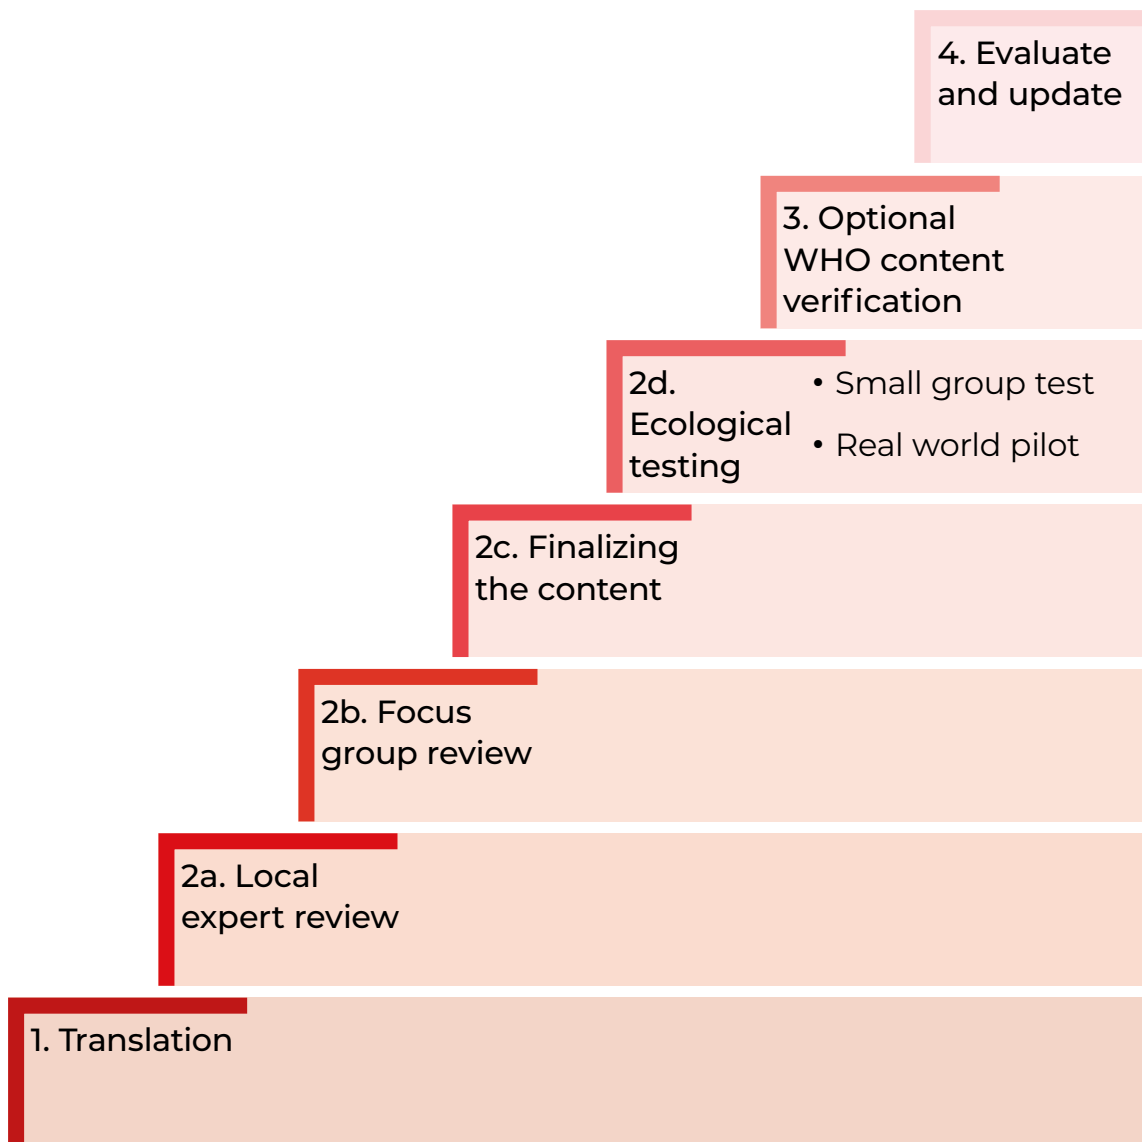 4. Evaluate
and update
3. Optional
WHO content
verification
2d.
Ecological
testing
• Small group test
• Real world pilot
2c. Finalizing
the content
2b. Focus
group review
2a. Local
expert review
1. Translation